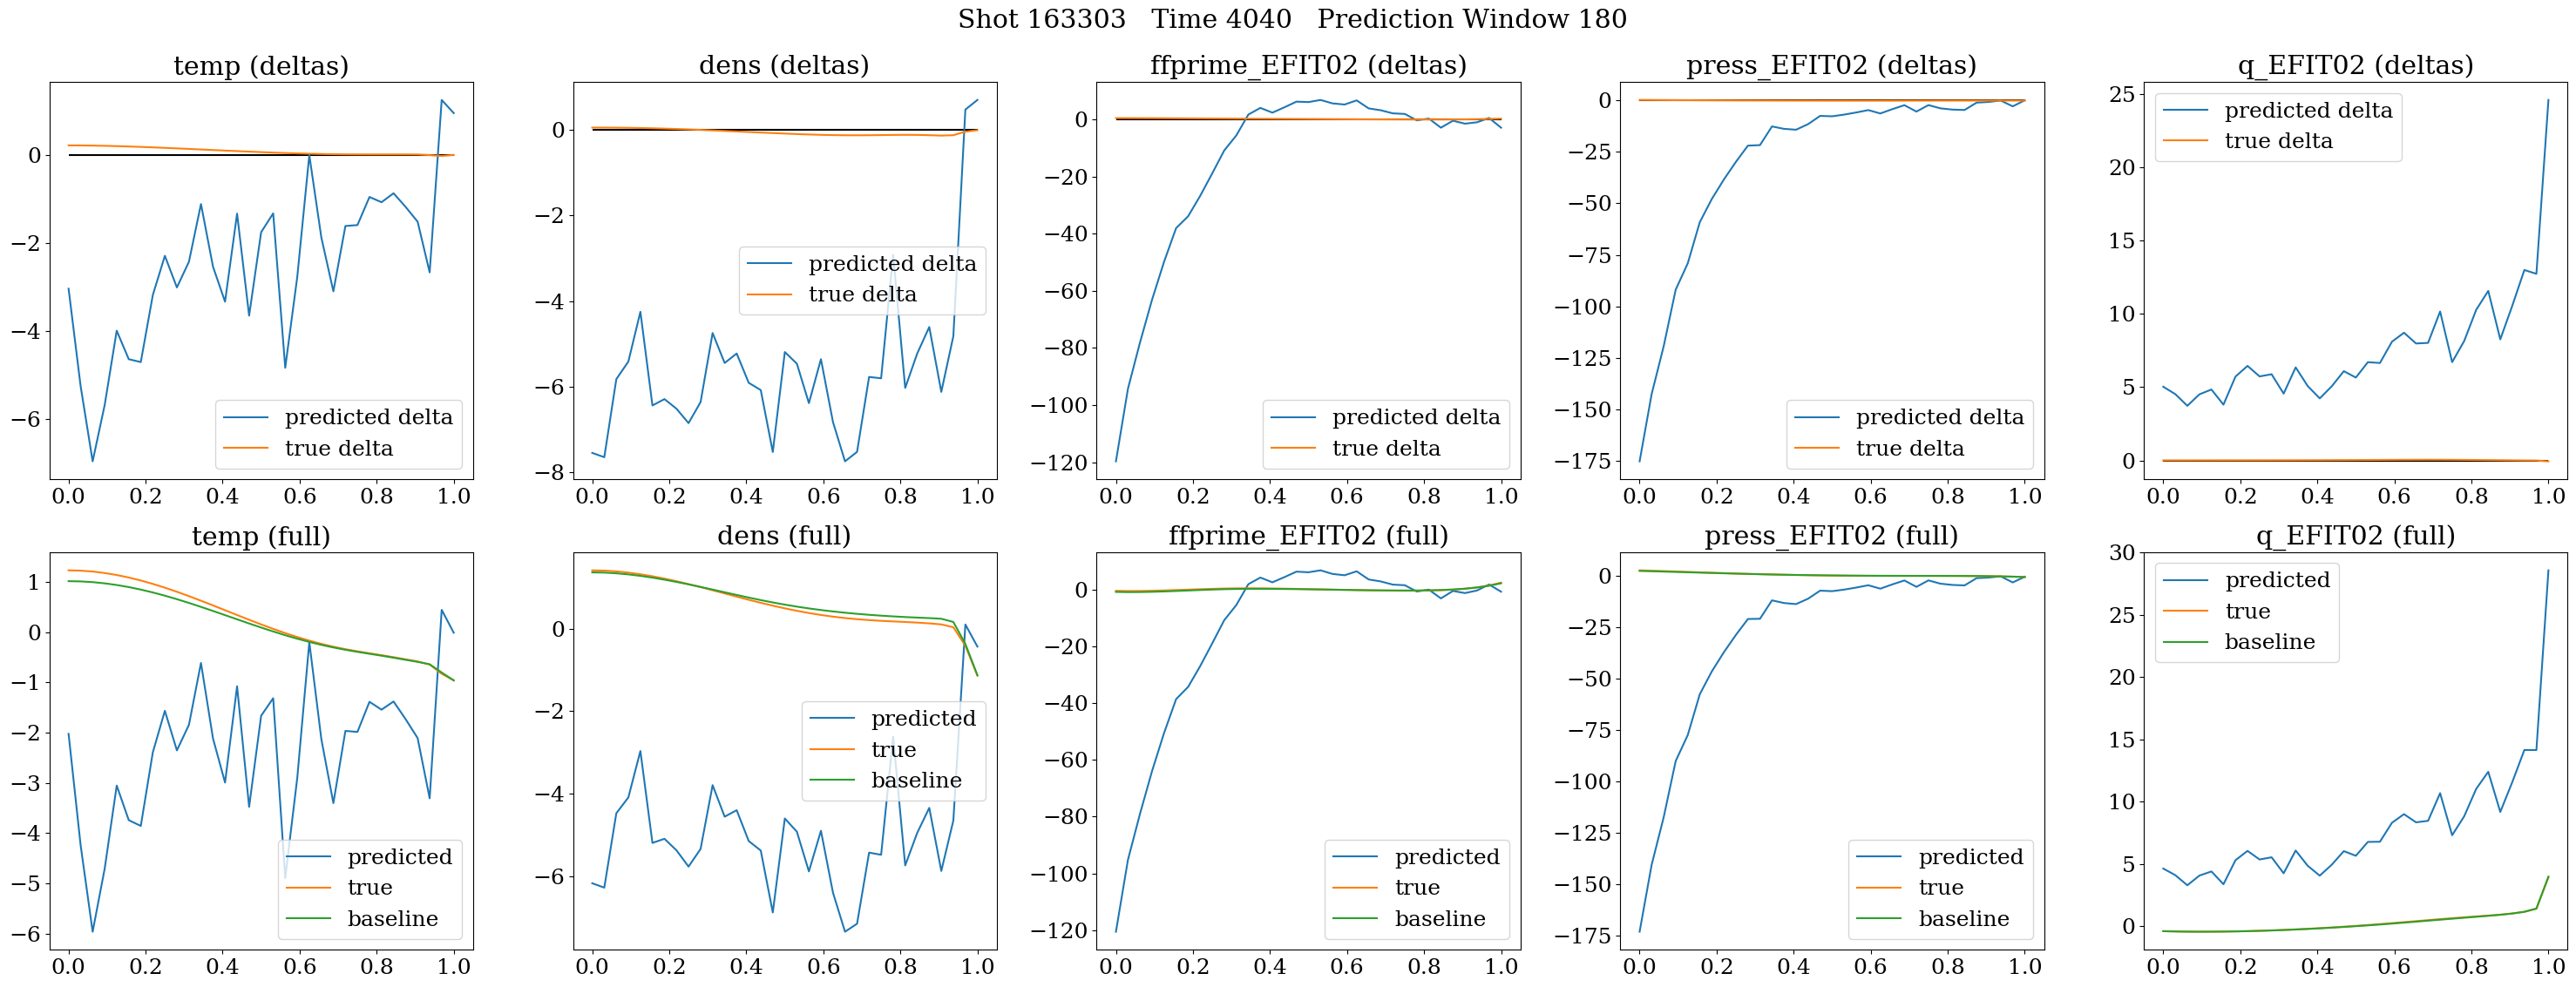 Shot 163303   Time 4040   Prediction Window 180
temp (deltas)
0
−2
−4
−6
0.0 0.2 0.4 0.6 0.8 1.0
predicted delta
true delta
dens (deltas)
0
−2
−4
−6
−8
0.0 0.2 0.4 0.6 0.8 1.0
predicted delta
true delta
ffprime_EFIT02 (deltas)
0
−20
−40
−60
−80
−100
−120
0.0 0.2 0.4 0.6 0.8 1.0
predicted delta
true delta
press_EFIT02 (deltas)
0
−25
−50
−75
−100
−125
−150
−175
0.0 0.2 0.4 0.6 0.8 1.0
predicted delta
true delta
q_EFIT02 (deltas)
25
20
15
10
5
0
0.0 0.2 0.4 0.6 0.8 1.0
predicted delta
true delta
temp (full)
1
0
−1
−2
−3
−4
−5
−6
0.0 0.2 0.4 0.6 0.8 1.0
predicted
true
baseline
dens (full)
0
−2
−4
−6
0.0 0.2 0.4 0.6 0.8 1.0
predicted
true
baseline
ffprime_EFIT02 (full)
0
−20
−40
−60
−80
−100
−120
0.0 0.2 0.4 0.6 0.8 1.0
predicted
true
baseline
press_EFIT02 (full)
0
−25
−50
−75
−100
−125
−150
−175
0.0 0.2 0.4 0.6 0.8 1.0
predicted
true
baseline
q_EFIT02 (full)
30
25
20
15
10
5
0
0.0 0.2 0.4 0.6 0.8 1.0
predicted
true
baseline